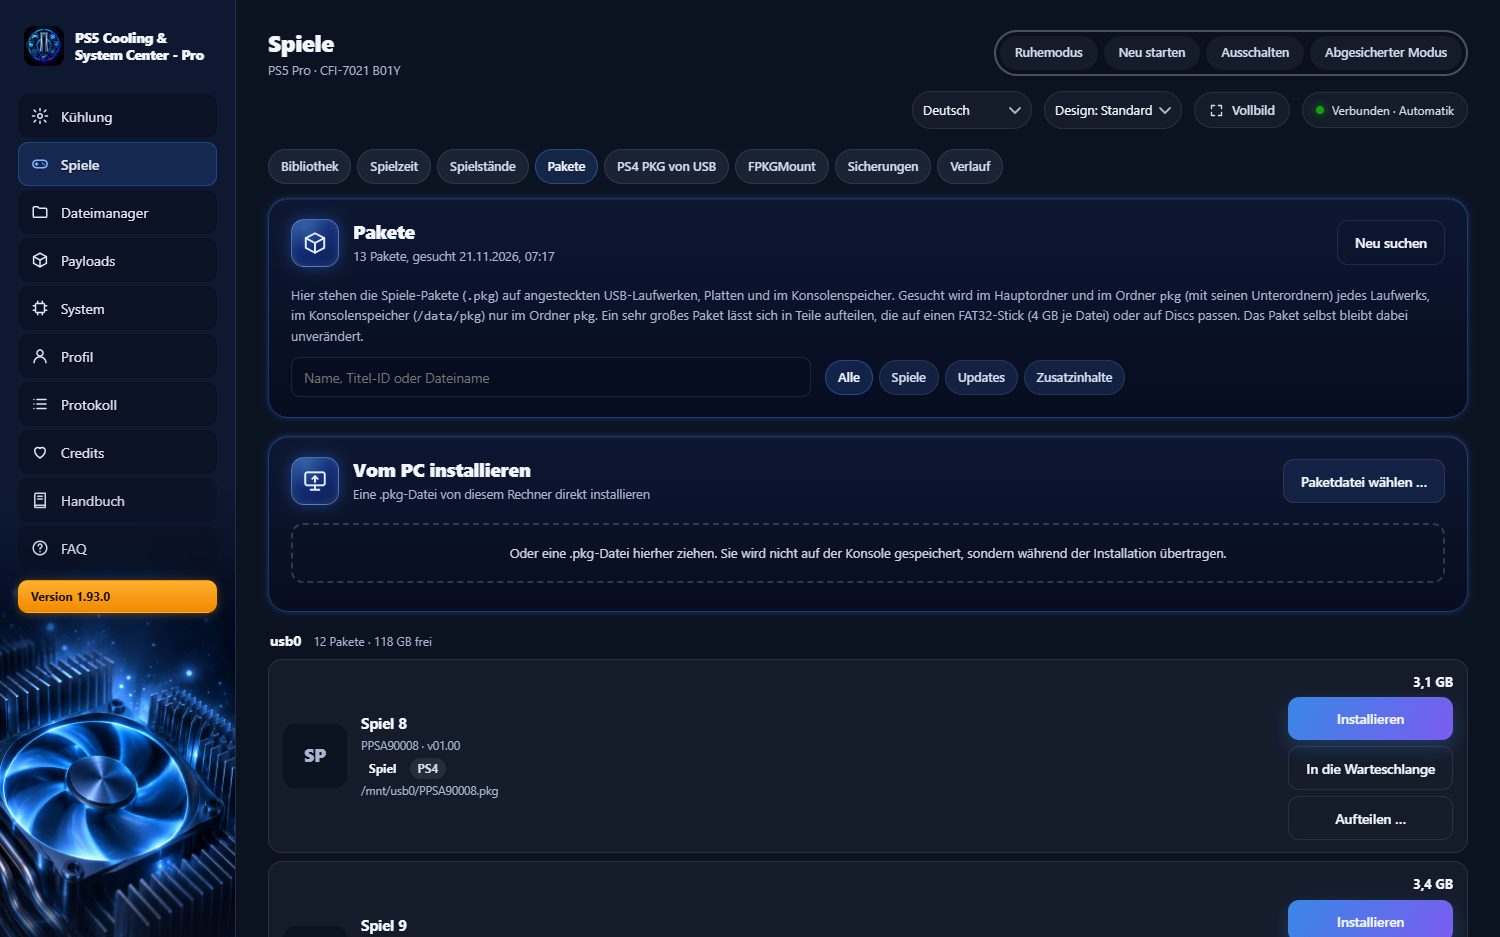 PS5 Cooling &
System Center - Pro
Kühlung
Spiele
Dateimanager
Payloads
System
Profil
Protokoll
Credits
Handbuch
FAQ
Version 1.93.0
Spiele
PS5 Pro · CFI-7021 B01Y
Ruhemodus
Neu starten
Ausschalten
Abgesicherter Modus
Deutsch
Design: Standard
Vollbild
Verbunden · Automatik
Bibliothek
Spielzeit
Spielstände
Pakete
PS4 PKG von USB
FPKGMount
Sicherungen
Verlauf
Pakete
13 Pakete, gesucht 21.11.2026, 07:17
Neu suchen
Hier stehen die Spiele-Pakete (.pkg) auf angesteckten USB-Laufwerken, Platten und im Konsolenspeicher. Gesucht wird im Hauptordner und im Ordner pkg (mit seinen Unterordnern) jedes Laufwerks,
im Konsolenspeicher (/data/pkg) nur im Ordner pkg. Ein sehr großes Paket lässt sich in Teile aufteilen, die auf einen FAT32-Stick (4 GB je Datei) oder auf Discs passen. Das Paket selbst bleibt dabei
unverändert.
Name, Titel-ID oder Dateiname
Alle
Spiele
Updates
Zusatzinhalte
Vom PC installieren
Eine .pkg-Datei von diesem Rechner direkt installieren
Paketdatei wählen ...
Oder eine .pkg-Datei hierher ziehen. Sie wird nicht auf der Konsole gespeichert, sondern während der Installation übertragen.
usb0 12 Pakete · 118 GB frei
3,1 GB
SP
Spiel 8
PPSA90008 · v01.00
Spiel PS4
/mnt/usb0/PPSA90008.pkg
Installieren
In die Warteschlange
Aufteilen ...
3,4 GB
Spiel 9
Installieren